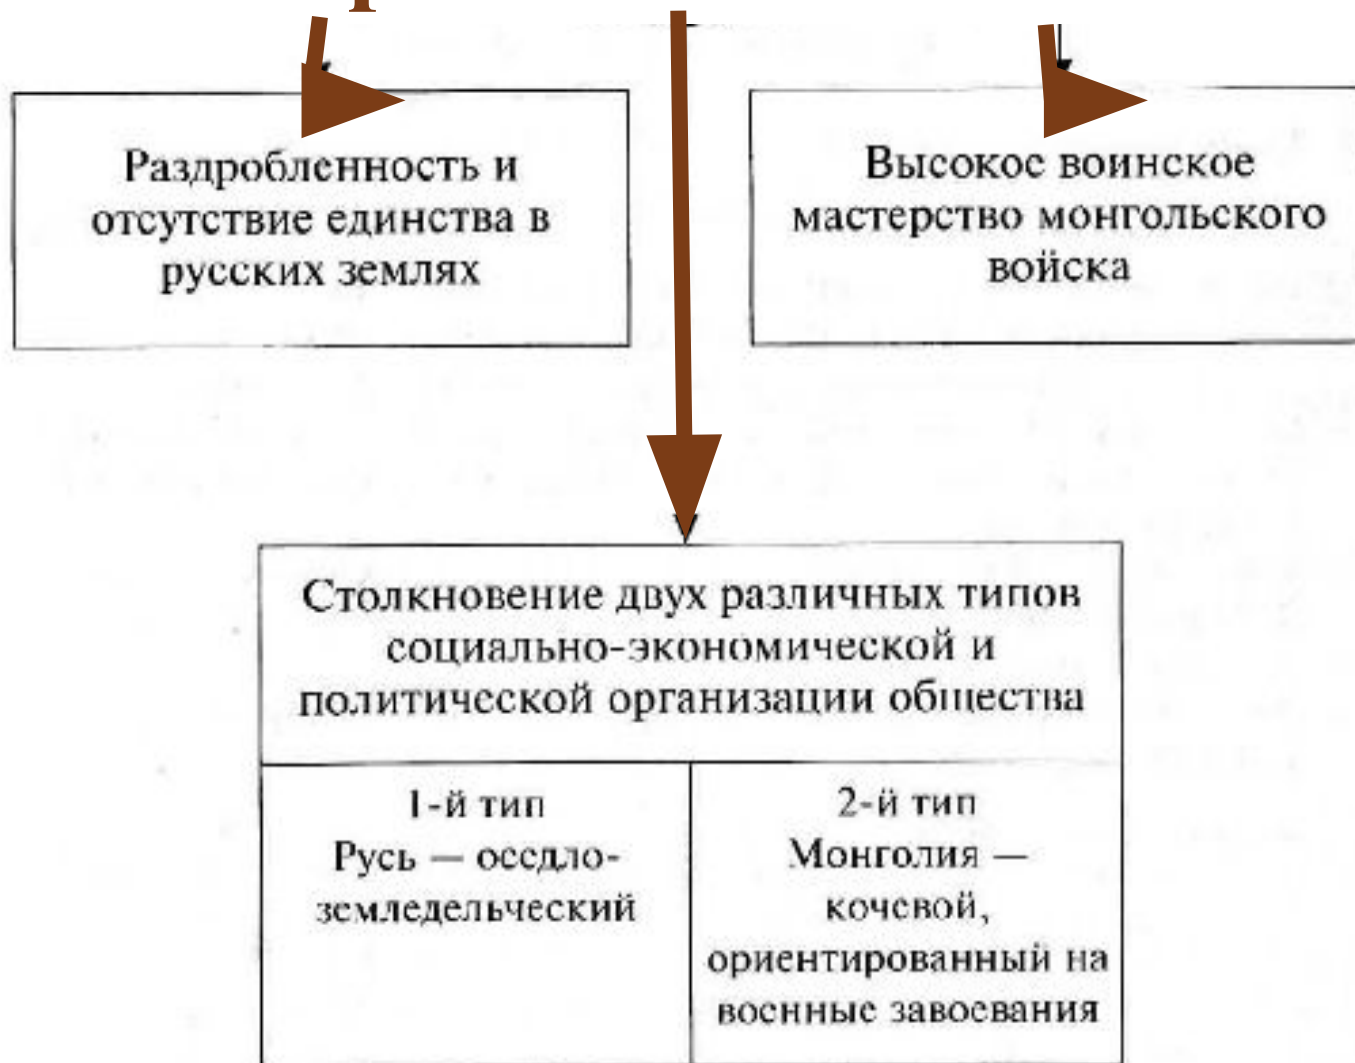 Раздробленность и
отсутствие единства в
русских землях
Высокое воинское
мастерство монгольского
войска
Столкновение двух различных типов
социально-экономической и
политической организации общества
1-й тип
Русь — оседло-
земледельческий
2-й тип
Монголия —
кочевой,
ориентированный на
военные завоевания